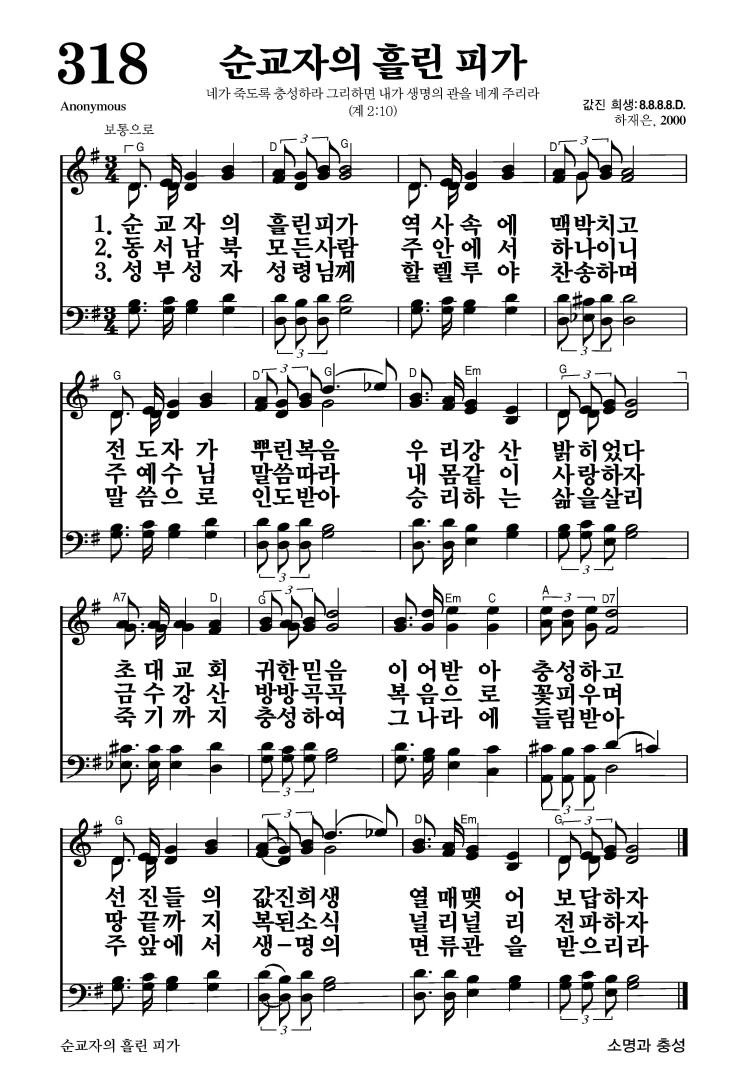 318 순교자의 흘린 피가
네가 죽도록 충성하라 그리하면 내가 생명의 관을 네게 주리라
(계 2:10)
Anonymous
값진 희생:8.8.8.8.D.
하재은, 2000
보통으로
G D 3 G D 3
1. 순 교 자 의 흘린피가 역 사 속 에 맥박치고
2. 동 서 남 북 모든사람 주 안 에 서 하나이니
3. 성 부 성 자 성령님께 할 렐 루 야 찬송하며
3 3
G D 3 G D Em G 3
전 도 자 가 뿌린복음 우 리 강 산 밝히었다
주 예 수 님 말씀따라 내 몸 같 이 사랑하자
말 씀 으 로 인도받아 승 리 하 는 삶을살리
3 3
A7 D G 3 D G Em C A 3 D7
초 대 교 회 귀한믿음 이 어 받 아 충성하고
금 수 강 산 방방곡곡 복 음 으 로 꽃피우며
죽 기 까 지 충성하여 그 나 라 에 들림받아
3 3
G 3 D Em G 3
선 진 들 의 값진희생 열 매 맺 어 보답하자
땅 끝 까 지 복된소식 널 리 널 리 전파하자
주 앞 에 서 생-명의 면 류 관 을 받으리라
3 3
순교자의 흘린 피가 소명과 충성